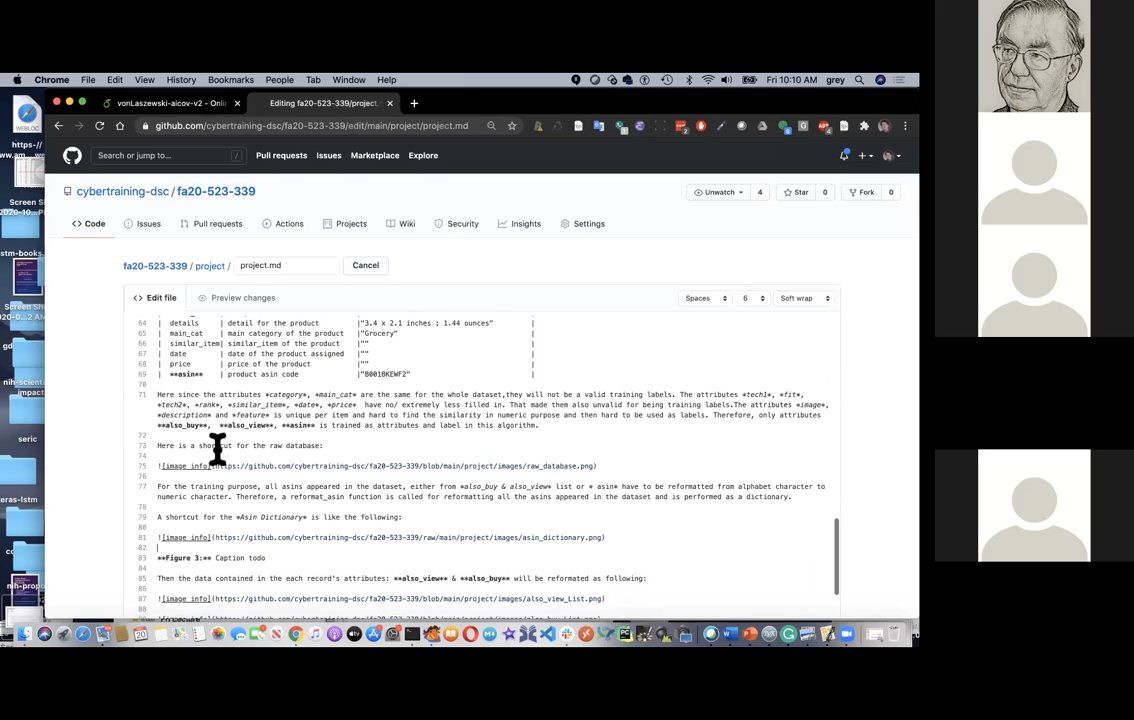 Chrome File Edit View History Bookmarks People Tab Window Help Fri 10:10 AM grey
vonLaszewski-aicov-v2 - Onlin
Editing fa20-523-339/project.
github.com/cybertraining-dsc/fa20-523-339/edit/main/project/project.md
Search or jump to...
Pull requests Issues Marketplace Explore
cybertraining-dsc/fa20-523-339
Unwatch 4 Star 0 Fork 0
Code Issues Pull requests Actions Projects Wiki Security Insights Settings
fa20-523-339 / project / project.md Cancel
Edit file Preview changes Spaces 6 Soft wrap
64 | details | detail for the product |"3.4 x 2.1 inches ; 1.44 ounces" |
65 | main_cat | main category of the product |"Grocery" |
66 | similar_item| similar_item of the product |"" |
67 | date | date of the product assigned |"" |
68 | price | price of the product |"" |
69 | **asin** | product asin code |"B001BKEWF2" |
70
71 Here since the attributes *category*, *main_cat* are the same for the whole dataset,they will not be a valid training labels. The attributes *tech1*, *fit*,
*tech2*, *rank*, *similar_item*, *date*, *price* have no/ extremely less filled in. That made them also unvalid for being training labels.The attributes *image*,
*description* and *feature* is unique per item and hard to find the similarity in numeric purpose and then hard to be used as labels. Therefore, only attributes
**also_buy**, **also_view**, **asin** is trained as attributes and label in this algorithm.
72
73 Here is a shortcut for the raw database:
74
75 ![image info](https://github.com/cybertraining-dsc/fa20-523-339/blob/main/project/images/raw_database.png)
76
77 For the training purpose, all asins appeared in the dataset, either from *also_buy & also_view* list or * asin* have to be reformatted from alphabet character to
numeric character. Therefore, a reformat_asin function is called for reformatting all the asins appeared in the dataset and is performed as a dictionary.
78
79 A shortcut for the *Asin Dictionary* is like the following:
80
81 ![image info](https://github.com/cybertraining-dsc/fa20-523-339/raw/main/project/images/asin_dictionary.png)
82
83 **Figure 3:** Caption todo
84
85 Then the data contained in the each record's attributes: **also_view** & **also_buy** will be reformated as following:
86
87 ![image info](https://github.com/cybertraining-dsc/fa20-523-339/blob/main/project/images/also_view_List.png)
88